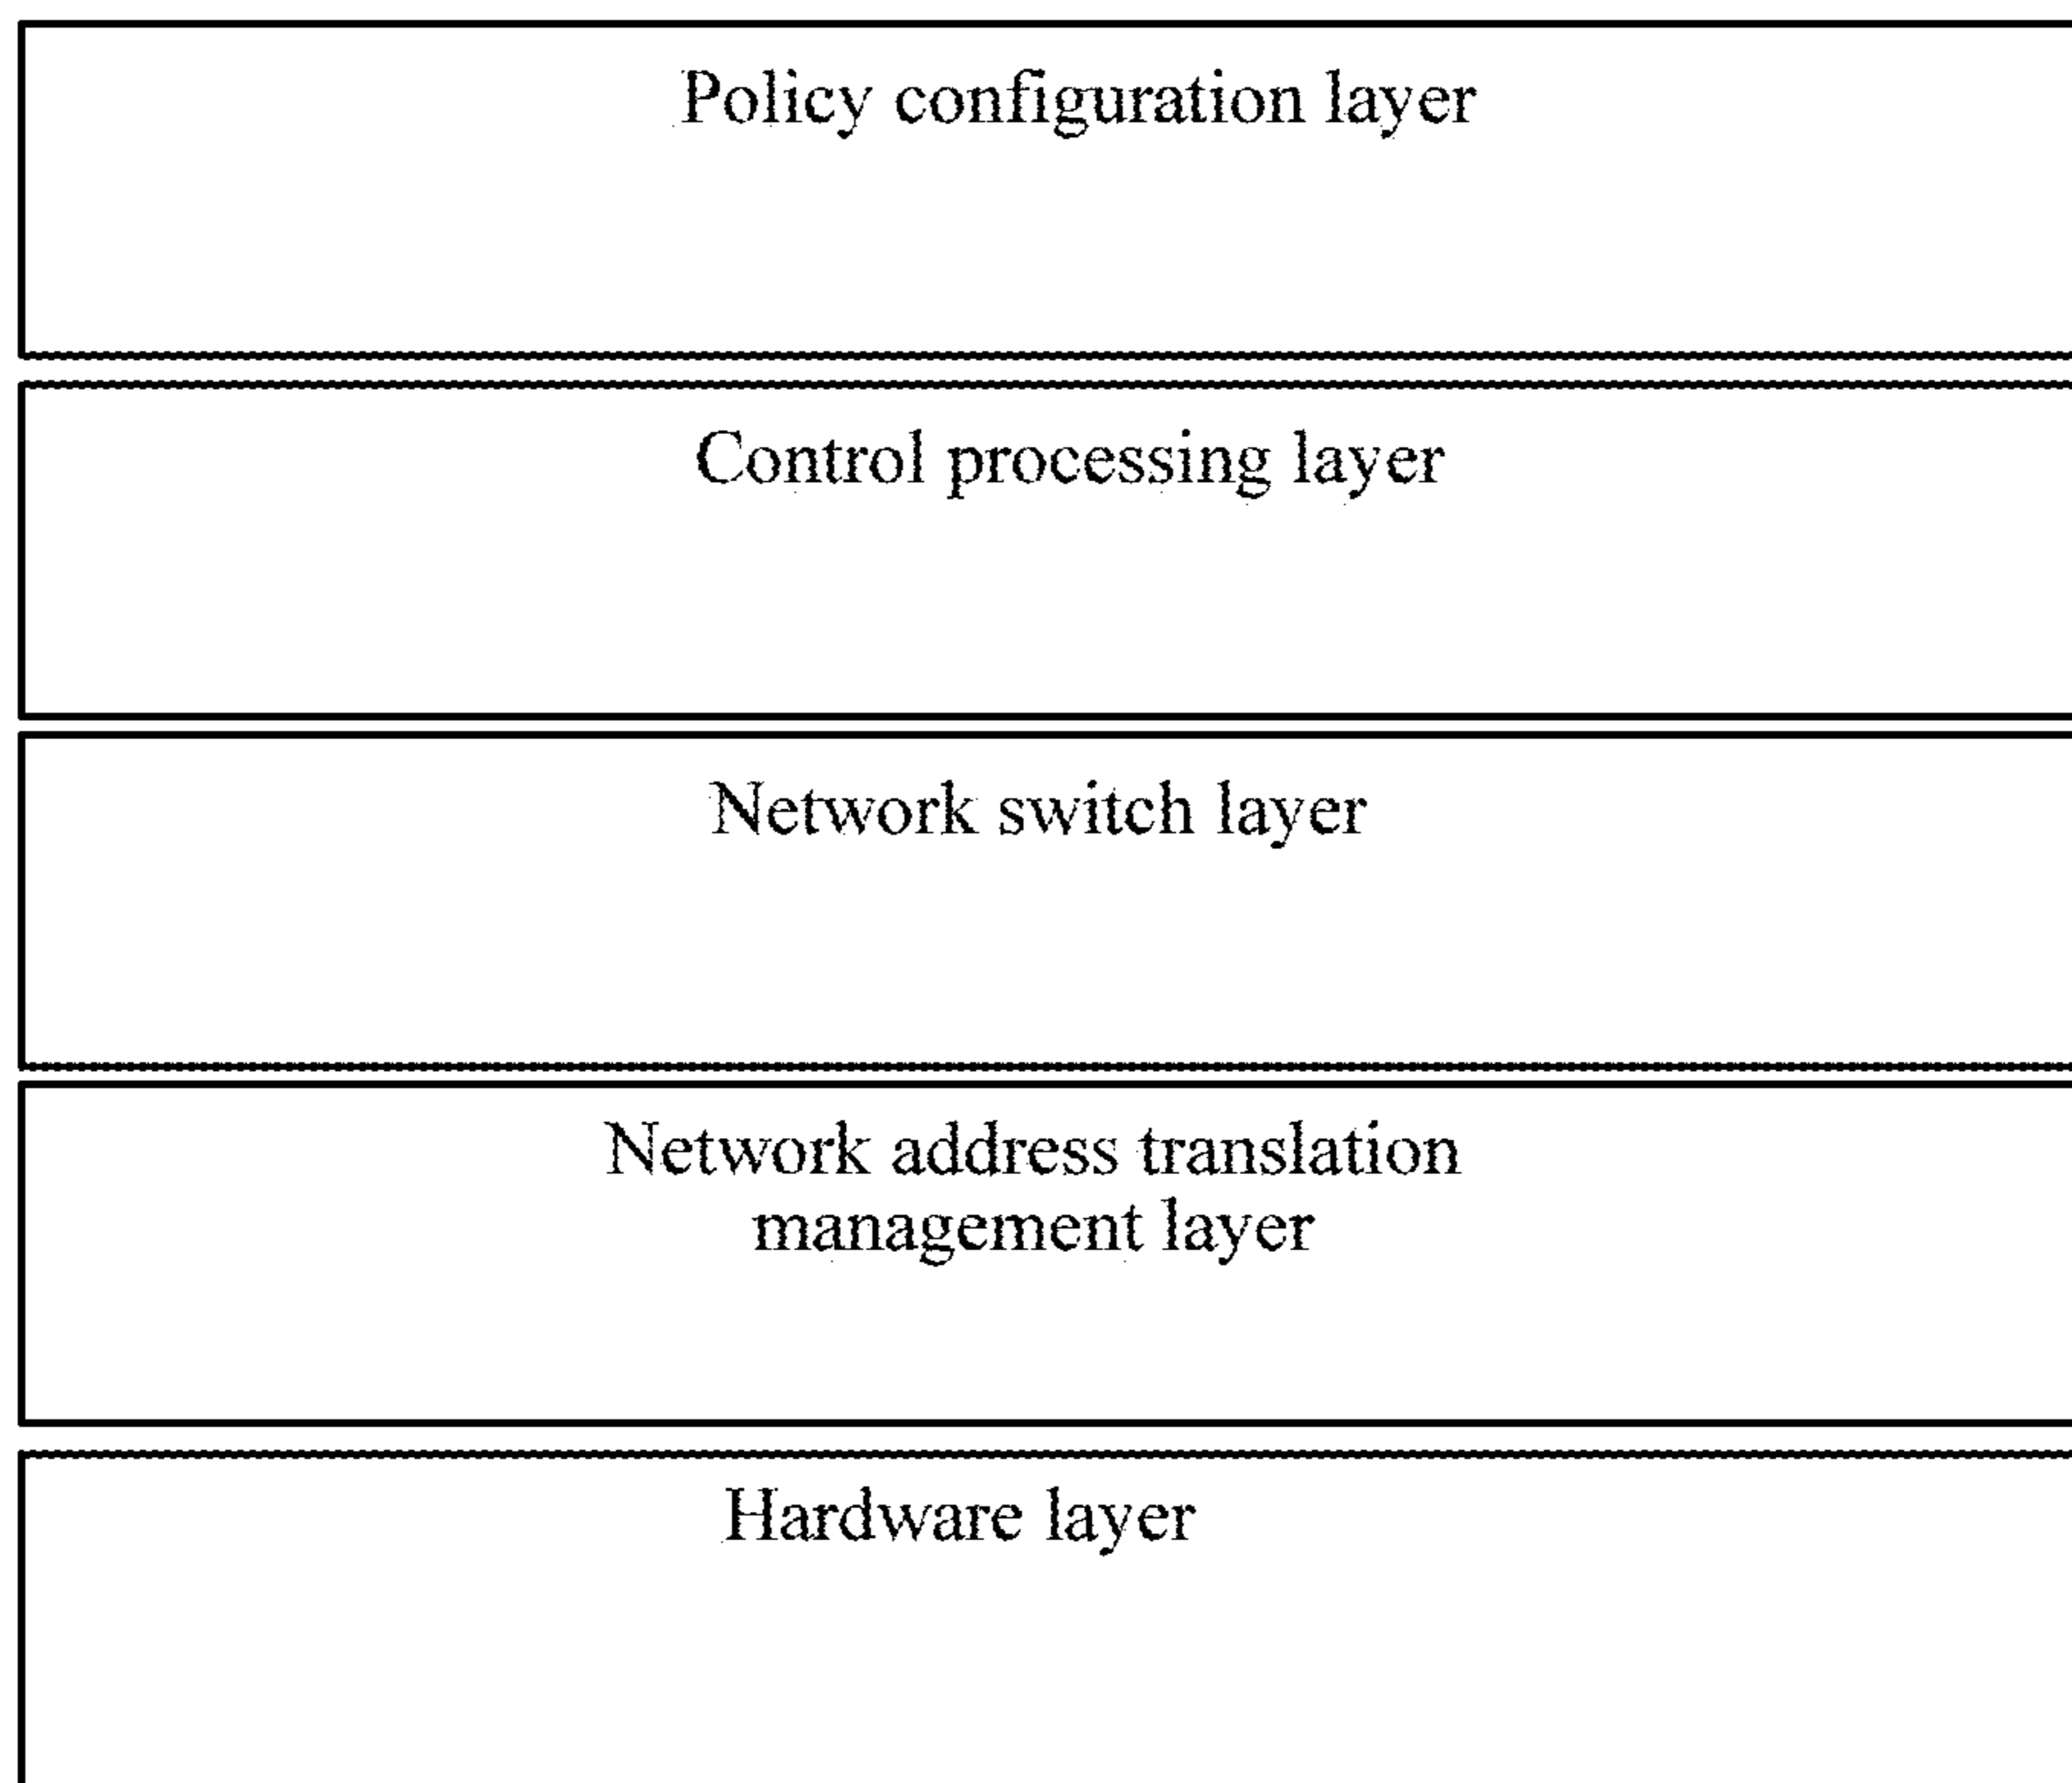 Policy configuration layer
Control processing layer
Network switch layer
Network address translation
management layer
Hardware layer